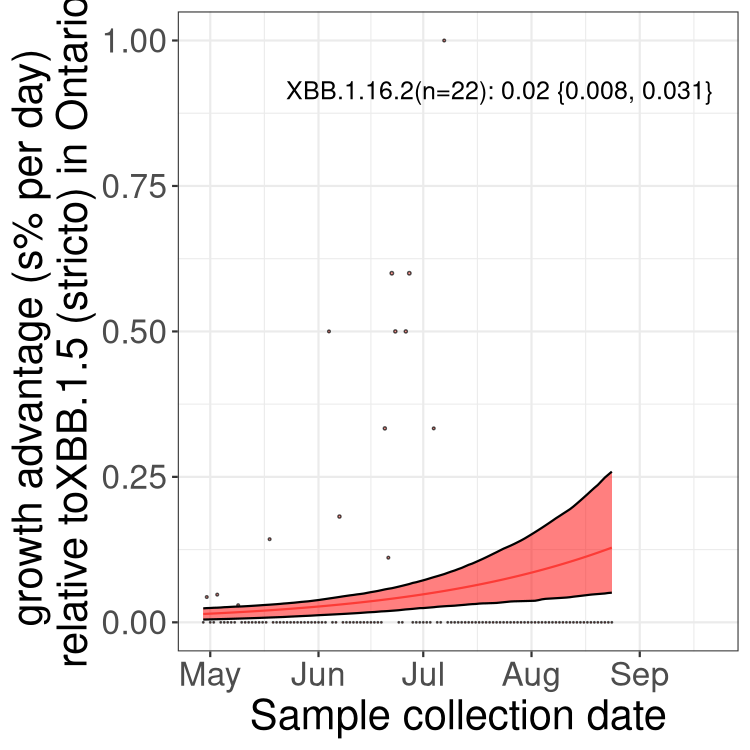 growth advantage (s% per day)
relative toXBB.1.5 (stricto) in Ontario
1.00
XBB.1.16.2(n=22): 0.02 {0.008, 0.031}
0.75
0.50
0.25
0.00
May Jun Jul Aug Sep
Sample collection date